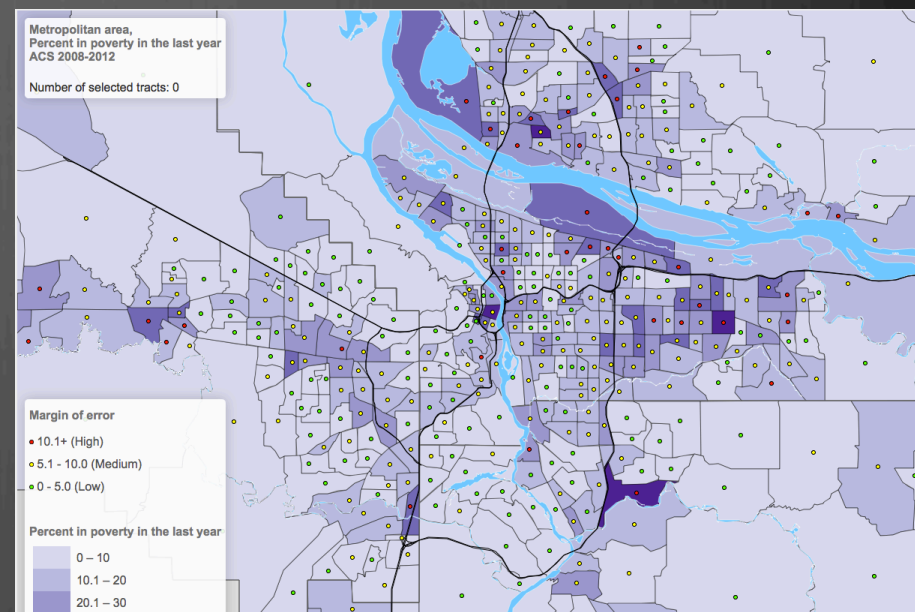 Metropolitan area,
Percent in poverty in the last year
ACS 2008-2012
Number of selected tracts: 0
Margin of error
10.1+ (High)
5.1 - 10.0 (Medium)
0 - 5.0 (Low)
Percent in poverty in the last year
0 – 10
10.1 – 20
20.1 – 30